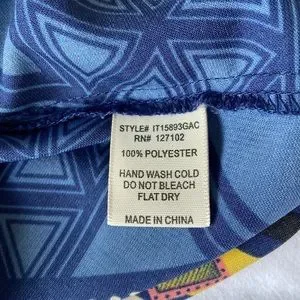 STYLE# IT15893GAC
RN# 127102
100% POLYESTER
HAND WASH COLD
DO NOT BLEACH
FLAT DRY
MADE IN CHINA